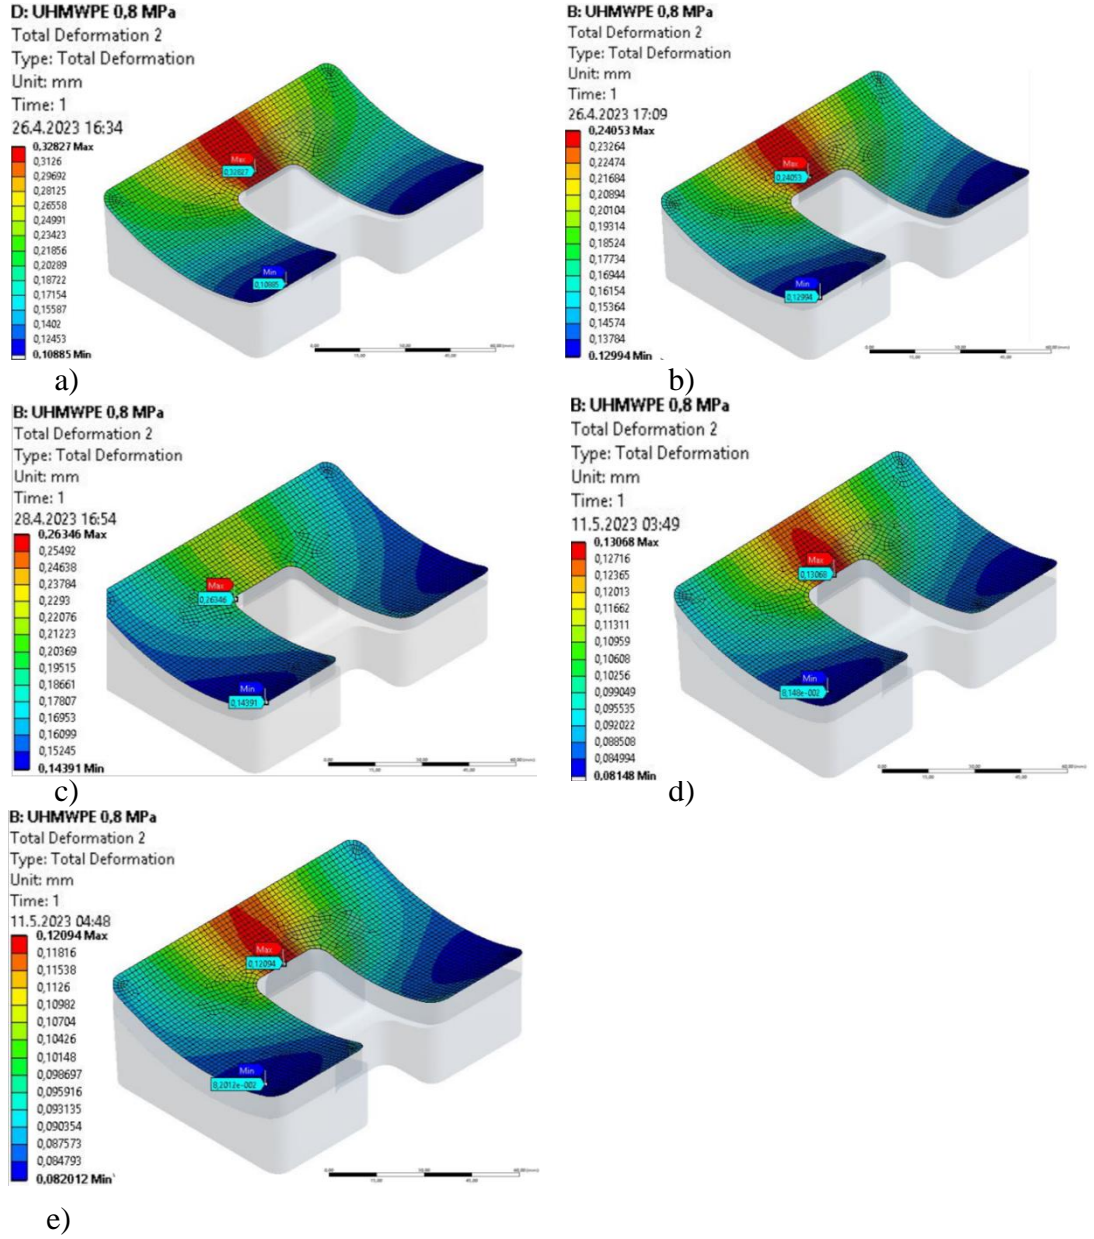 D: UHMWPE 0,8 MPa
Total Deformation 2
Type: Total Deformation
Unit: mm
Time: 1
26.4.2023 16:34
0,32827 Max
0,3126
0,29692
0,28125
0,26558
0,24991
0,23423
0,21856
0,20289
0,18722
0,17154
0,15587
0,1402
0,12453
0,10885 Min
Max
0,32827
Min
0,10885
a)
B: UHMWPE 0,8 MPa
Total Deformation 2
Type: Total Deformation
Unit: mm
Time: 1
26.4.2023 17:09
0,24053 Max
0,23264
0,22474
0,21684
0,20894
0,20104
0,19314
0,18524
0,17734
0,16944
0,16154
0,15364
0,14574
0,13784
0,12994 Min
Max
0,24053
Min
0,12994
b)
B: UHMWPE 0,8 MPa
Total Deformation 2
Type: Total Deformation
Unit: mm
Time: 1
28.4.2023 16:54
0,26346 Max
0,25492
0,24638
0,23784
0,2293
0,22076
0,21223
0,20369
0,19515
0,18661
0,17807
0,16953
0,16099
0,15245
0,14391 Min
Max
0,26346
Min
0,14391
c)
B: UHMWPE 0,8 MPa
Total Deformation 2
Type: Total Deformation
Unit: mm
Time: 1
11.5.2023 03:49
0,13068 Max
0,12716
0,12365
0,12013
0,11662
0,11311
0,10959
0,10608
0,10256
0,099049
0,095535
0,092022
0,088508
0,084994
0,08148 Min
Max
0,13068
Min
8,148e-002
d)
B: UHMWPE 0,8 MPa
Total Deformation 2
Type: Total Deformation
Unit: mm
Time: 1
11.5.2023 04:48
0,12094 Max
0,11816
0,11538
0,1126
0,10982
0,10704
0,10426
0,10148
0,098697
0,095916
0,093135
0,090354
0,087573
0,084793
0,082012 Min
Max
0,12094
Min
8,2012e-002
e)